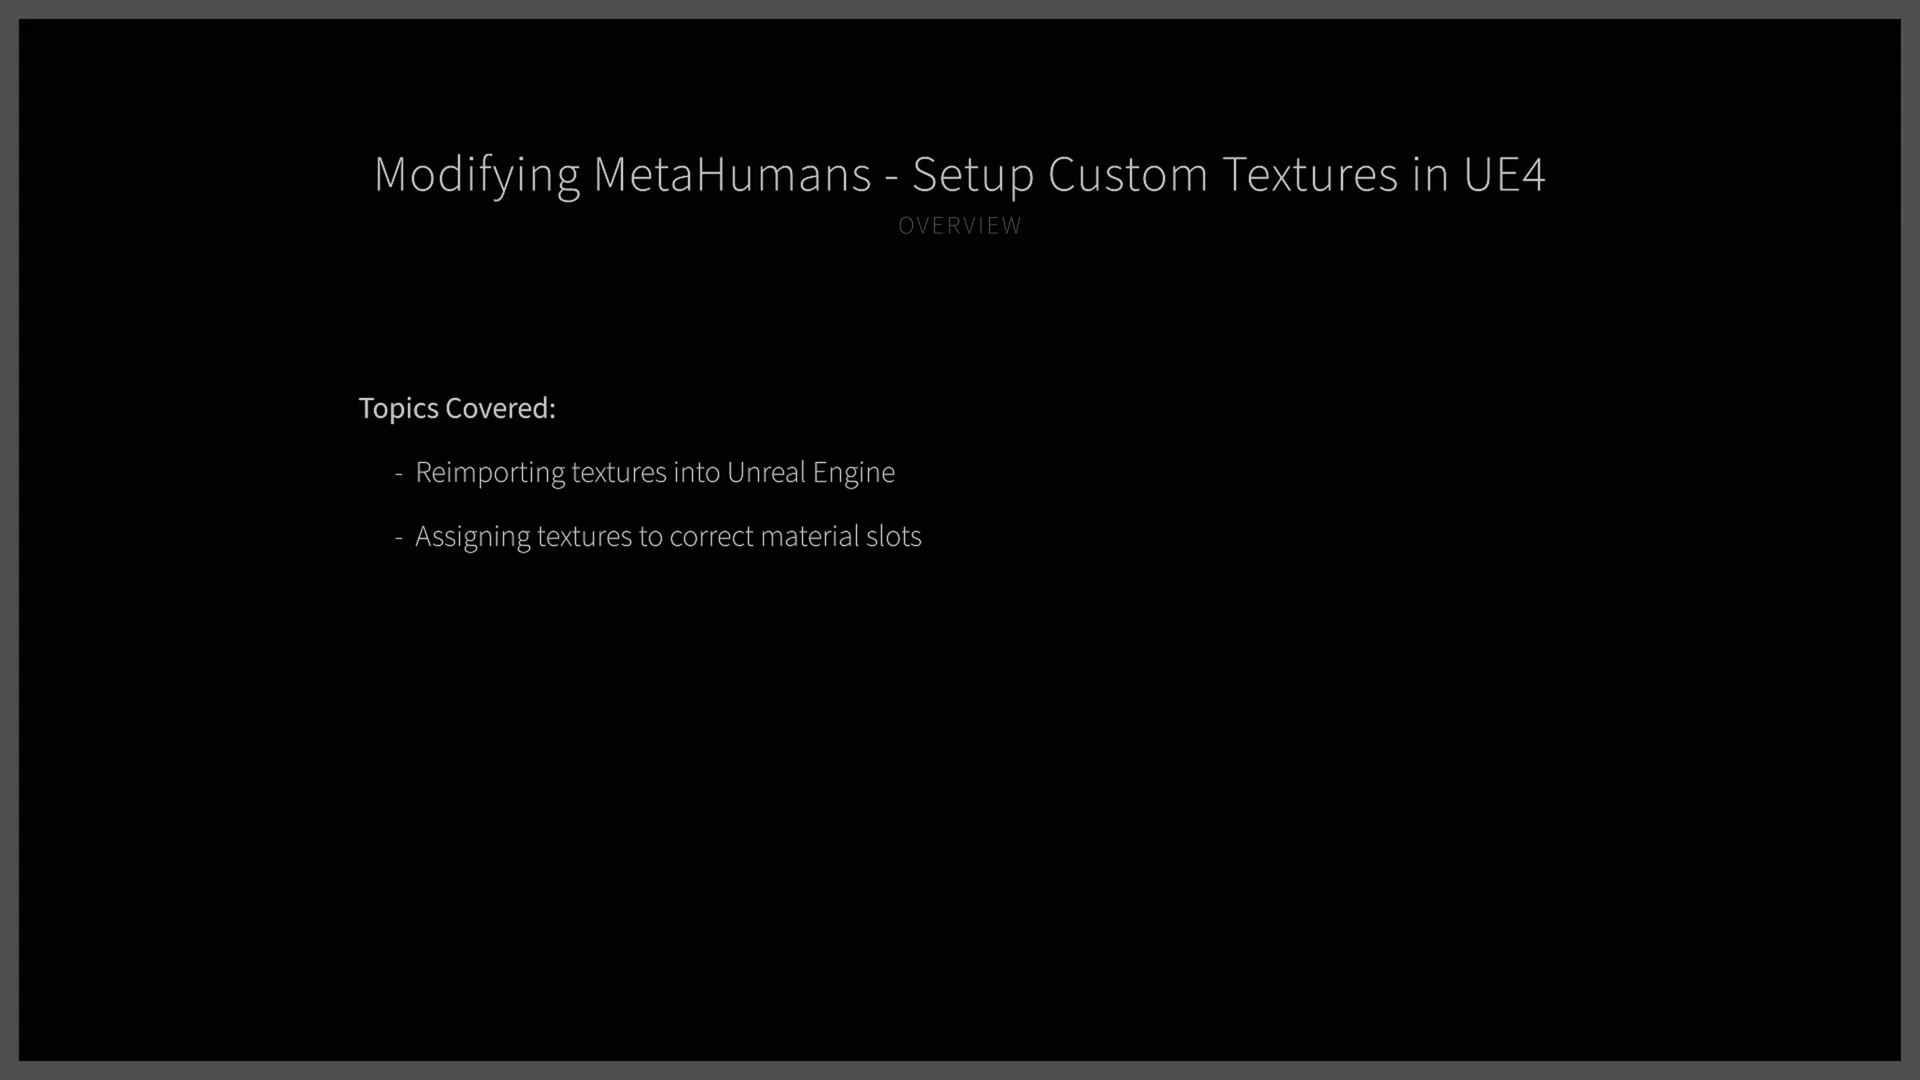 Modifying MetaHumans - Setup Custom Textures in UE4
OVERVIEW
Topics Covered:
- Reimporting textures into Unreal Engine
- Assigning textures to correct material slots